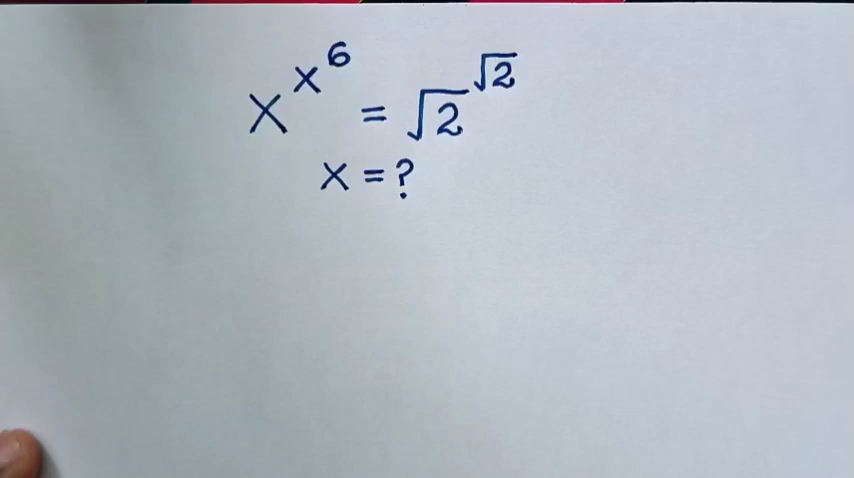 x^{x^6} = √2^{√2}
x = ?